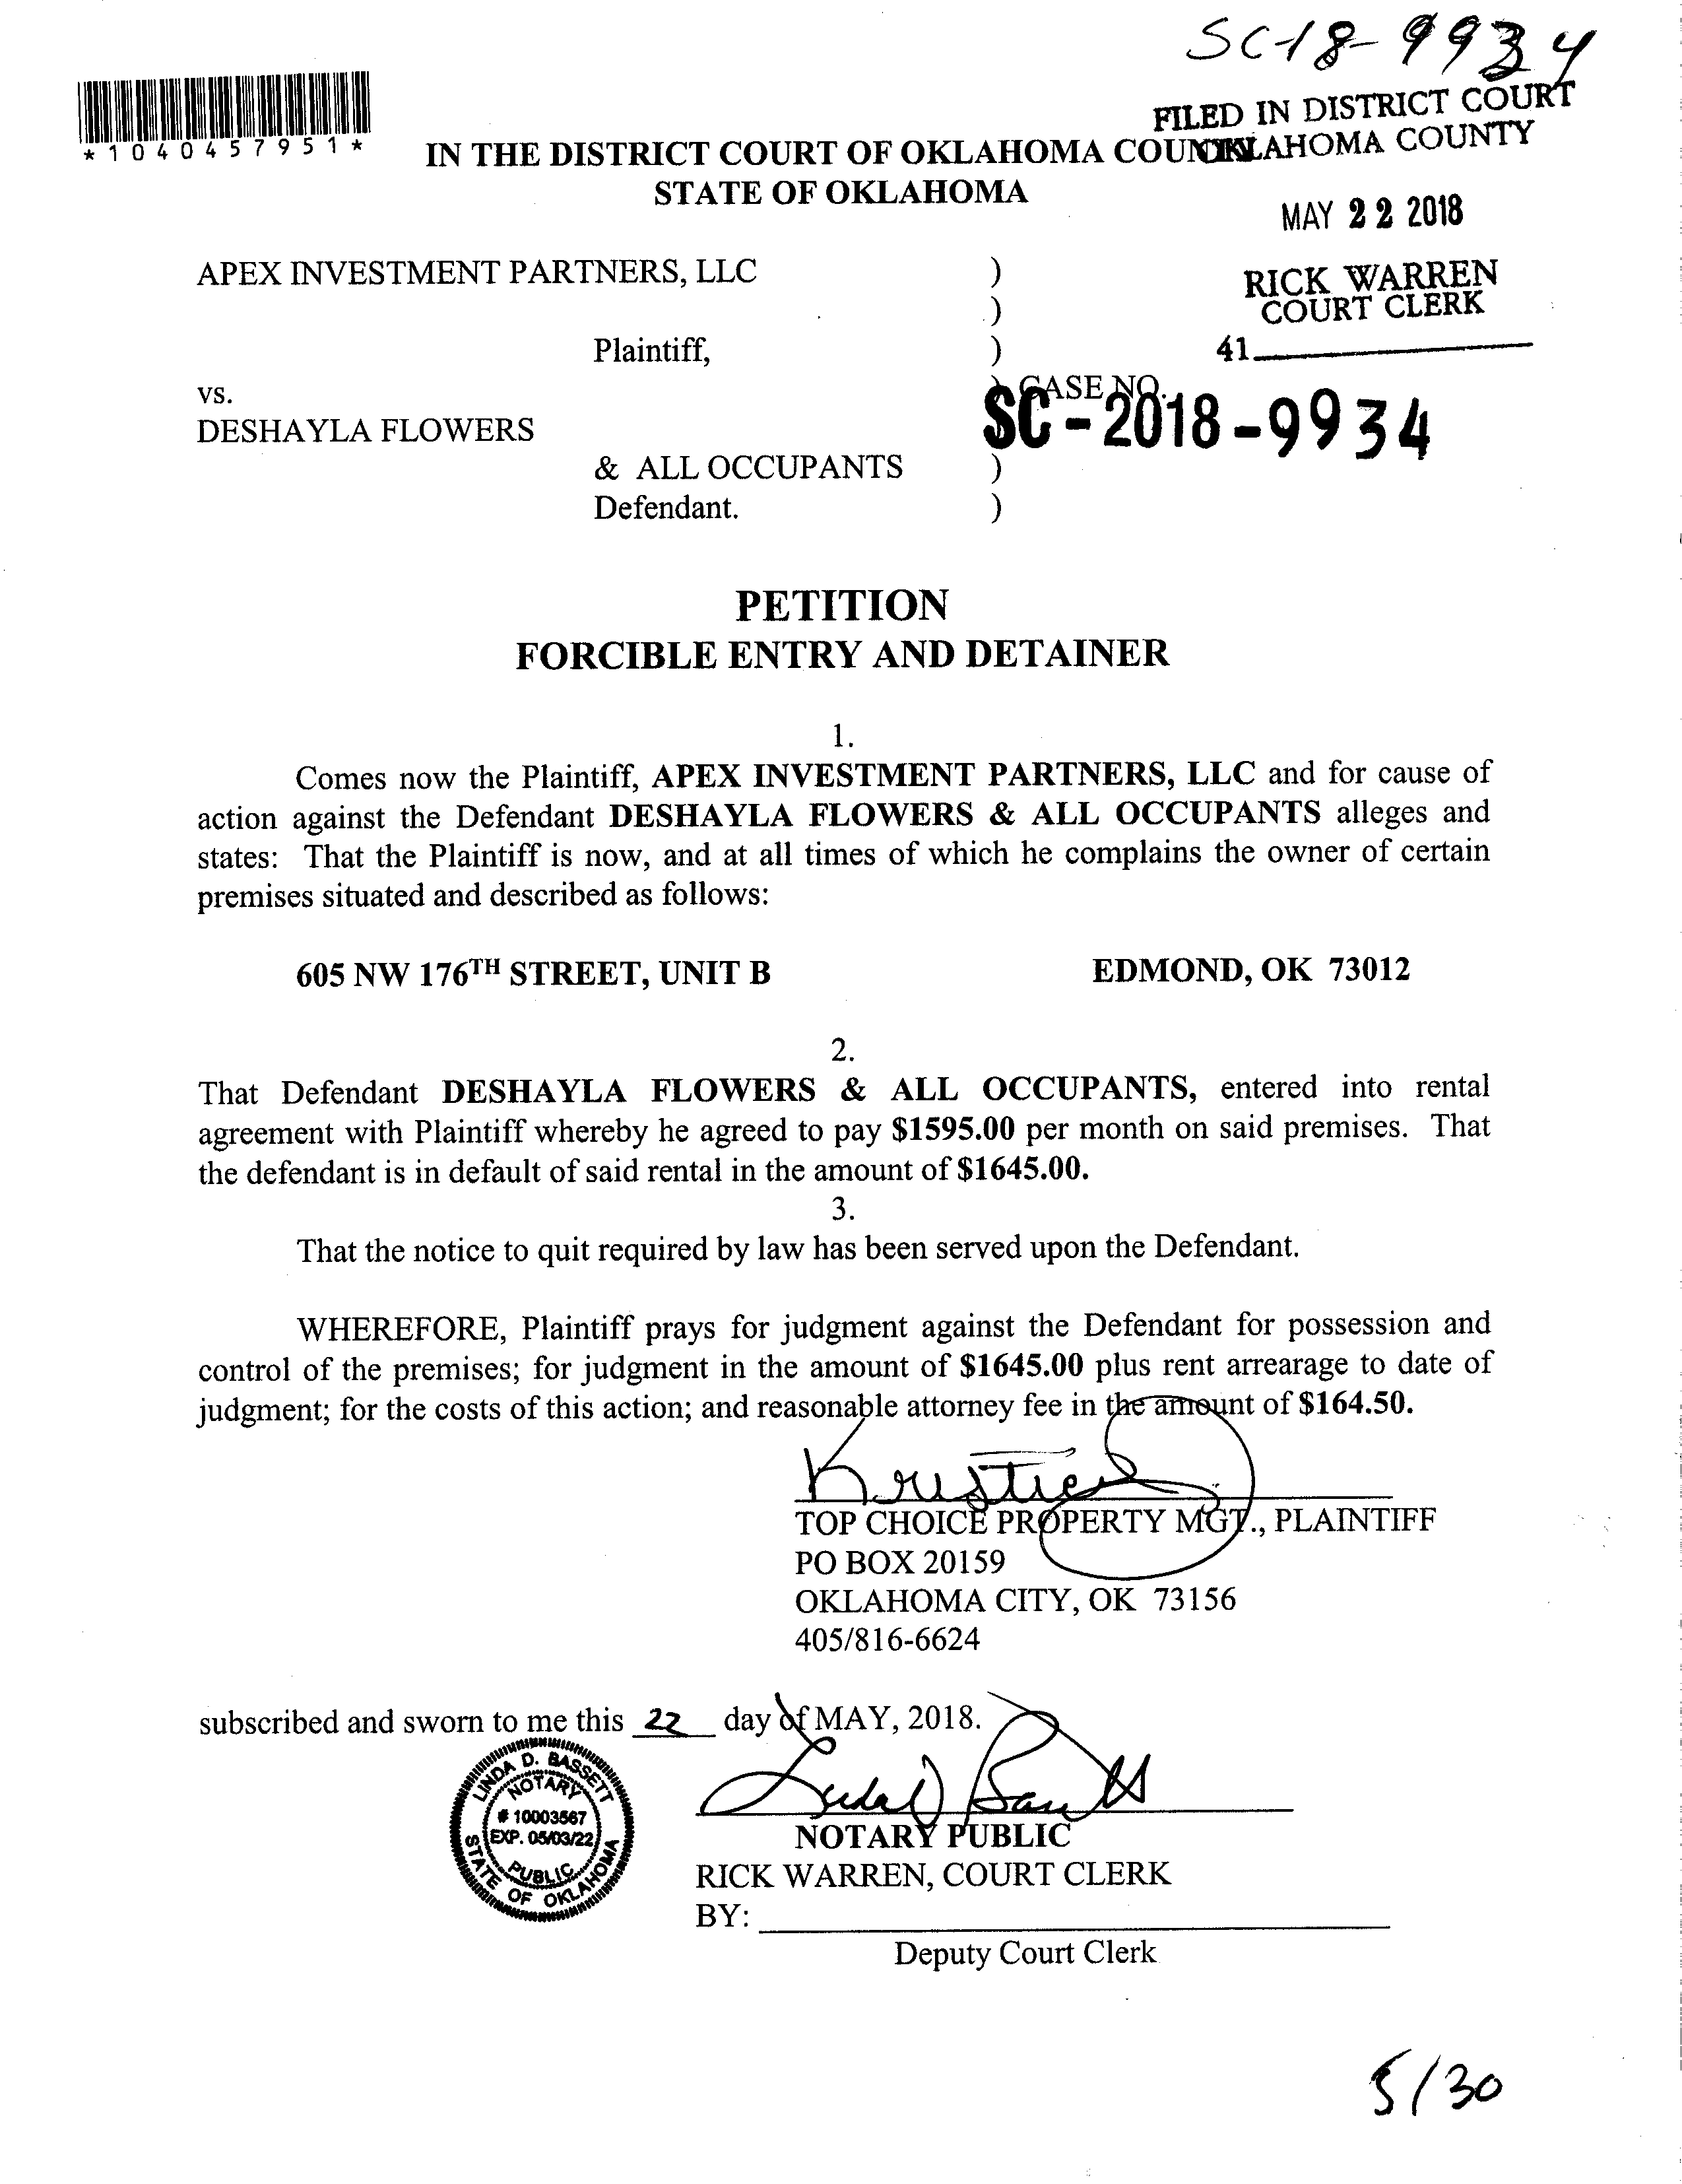 SC-18-9934
*1040457951*
FILED IN DISTRICT COURT
OKLAHOMA COUNTY
IN THE DISTRICT COURT OF OKLAHOMA COUNTY
STATE OF OKLAHOMA
MAY 22 2018
APEX INVESTMENT PARTNERS, LLC )
)
RICK WARREN
COURT CLERK
Plaintiff, )
41
vs. ) CASE NO.
SC-2018-9934
DESHAYLA FLOWERS
& ALL OCCUPANTS )
Defendant. )
PETITION
FORCIBLE ENTRY AND DETAINER
1.
Comes now the Plaintiff, APEX INVESTMENT PARTNERS, LLC and for cause of
action against the Defendant DESHAYLA FLOWERS & ALL OCCUPANTS alleges and
states: That the Plaintiff is now, and at all times of which he complains the owner of certain
premises situated and described as follows:
605 NW 176TH STREET, UNIT B EDMOND, OK 73012
2.
That Defendant DESHAYLA FLOWERS & ALL OCCUPANTS, entered into rental
agreement with Plaintiff whereby he agreed to pay $1595.00 per month on said premises. That
the defendant is in default of said rental in the amount of $1645.00.
3.
That the notice to quit required by law has been served upon the Defendant.
WHEREFORE, Plaintiff prays for judgment against the Defendant for possession and
control of the premises; for judgment in the amount of $1645.00 plus rent arrearage to date of
judgment; for the costs of this action; and reasonable attorney fee in the amount of $164.50.
TOP CHOICE PROPERTY MGT., PLAINTIFF
PO BOX 20159
OKLAHOMA CITY, OK 73156
405/816-6624
subscribed and sworn to me this 22 day of MAY, 2018.
LINDA D. BASSETT
NOTARY
# 10003567
EXP. 05/03/22
PUBLIC
STATE OF OKLAHOMA
NOTARY PUBLIC
RICK WARREN, COURT CLERK
BY:
Deputy Court Clerk
5/30